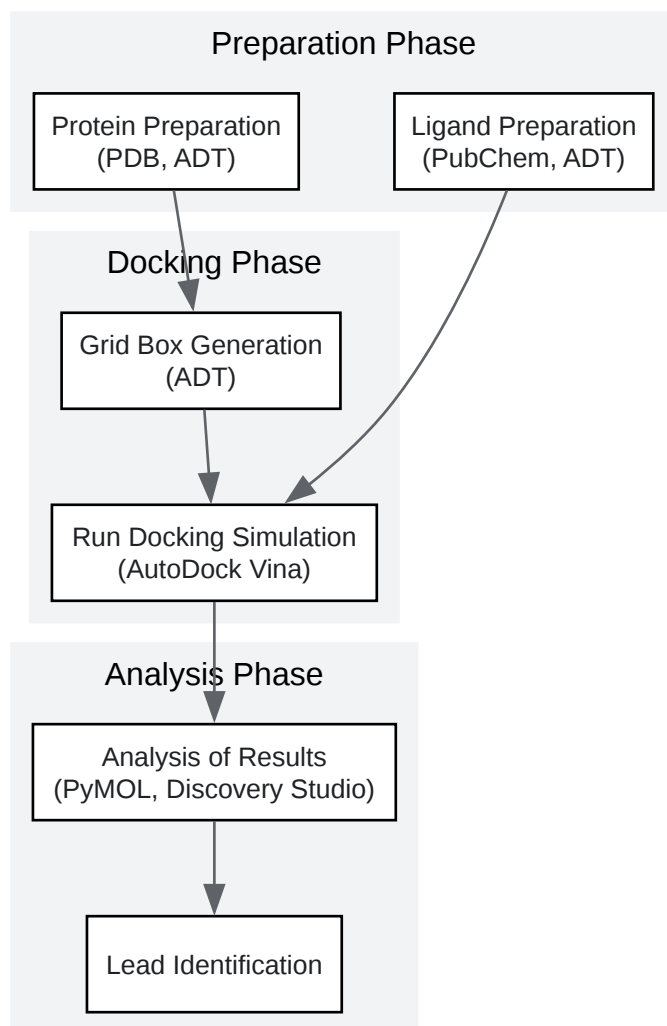 Preparation Phase
Protein Preparation
(PDB, ADT)
Ligand Preparation
(PubChem, ADT)
Docking Phase
Grid Box Generation
(ADT)
Run Docking Simulation
(AutoDock Vina)
Analysis Phase
Analysis of Results
(PyMOL, Discovery Studio)
Lead Identification